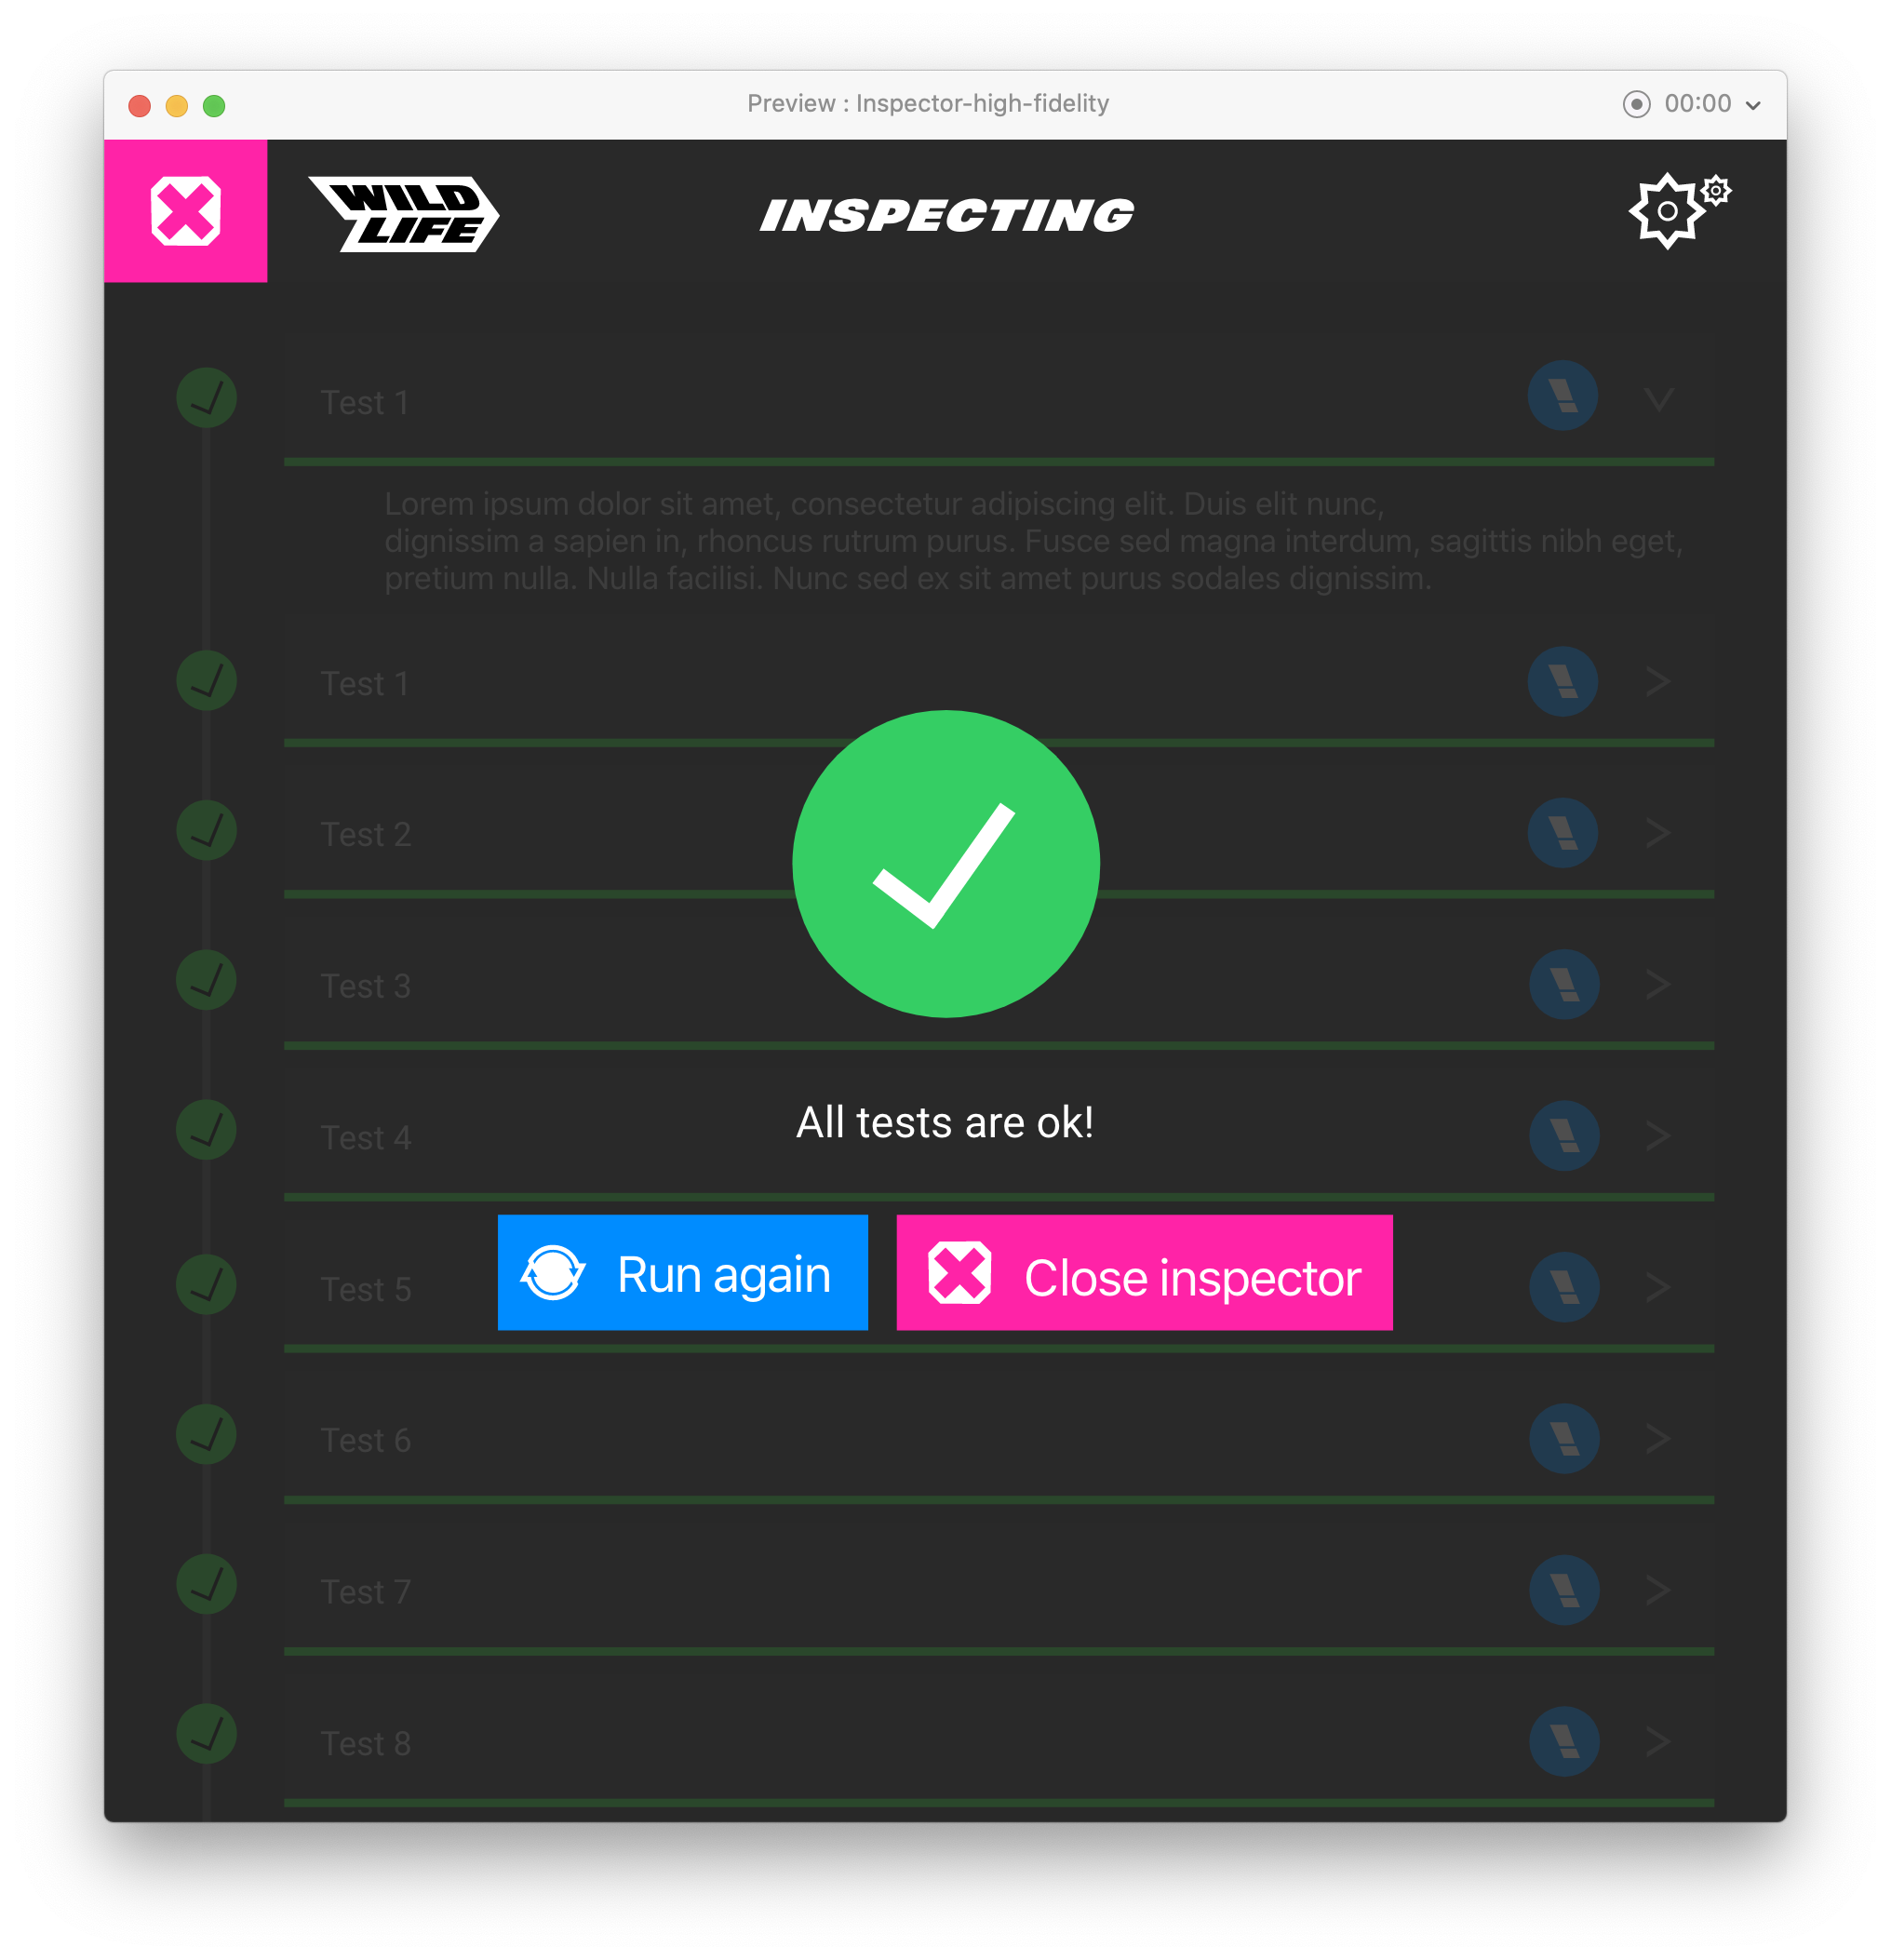 Preview : Inspector-high-fidelity
00:00
WILD
LIFE
INSPECTING
Test 1
Lorem ipsum dolor sit amet, consectetur adipiscing elit. Duis elit nunc,
dignissim a sapien in, rhoncus rutrum purus. Fusce sed magna interdum, sagittis nibh eget,
pretium nulla. Nulla facilisi. Nunc sed ex sit amet purus sodales dignissim.
Test 1
Test 2
Test 3
All tests are ok!
Test 4
Run again
Close inspector
Test 5
Test 6
Test 7
Test 8